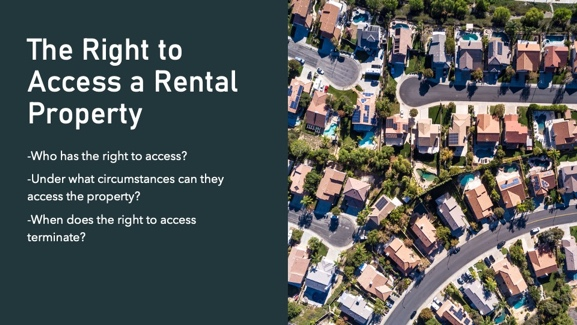 The Right to
Access a Rental
Property
-Who has the right to access?
-Under what circumstances can they
access the property?
-When does the right to access
terminate?